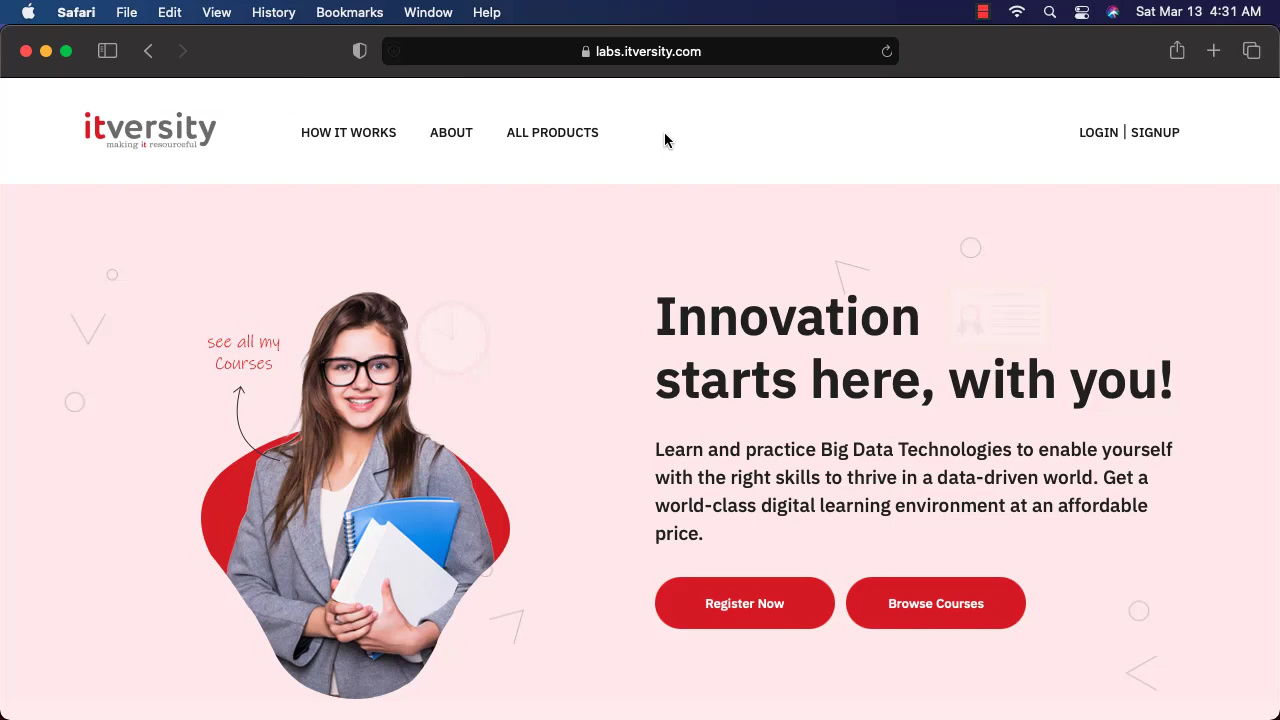 Safari File Edit View History Bookmarks Window Help Sat Mar 13 4:31 AM
labs.itversity.com
itversity
making it resourceful
HOW IT WORKS ABOUT ALL PRODUCTS LOGIN | SIGNUP
see all my
Courses
Innovation
starts here, with you!
Learn and practice Big Data Technologies to enable yourself
with the right skills to thrive in a data-driven world. Get a
world-class digital learning environment at an affordable
price.
Register Now Browse Courses